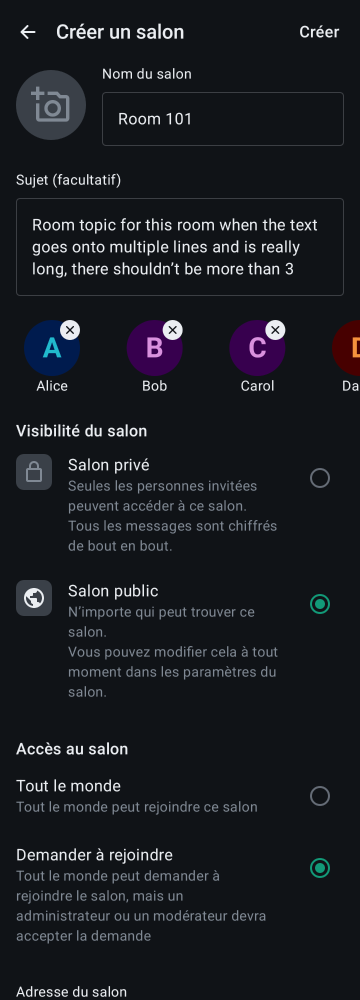 Créer un salon
Créer
Nom du salon
Room 101
Sujet (facultatif)
Room topic for this room when the text
goes onto multiple lines and is really
long, there shouldn’t be more than 3
A
B
C
Alice
Bob
Carol
Da
Visibilité du salon
Salon privé
Seules les personnes invitées
peuvent accéder à ce salon.
Tous les messages sont chiffrés
de bout en bout.
Salon public
N’importe qui peut trouver ce
salon.
Vous pouvez modifier cela à tout
moment dans les paramètres du
salon.
Accès au salon
Tout le monde
Tout le monde peut rejoindre ce salon
Demander à rejoindre
Tout le monde peut demander à
rejoindre le salon, mais un
administrateur ou un modérateur devra
accepter la demande
Adresse du salon